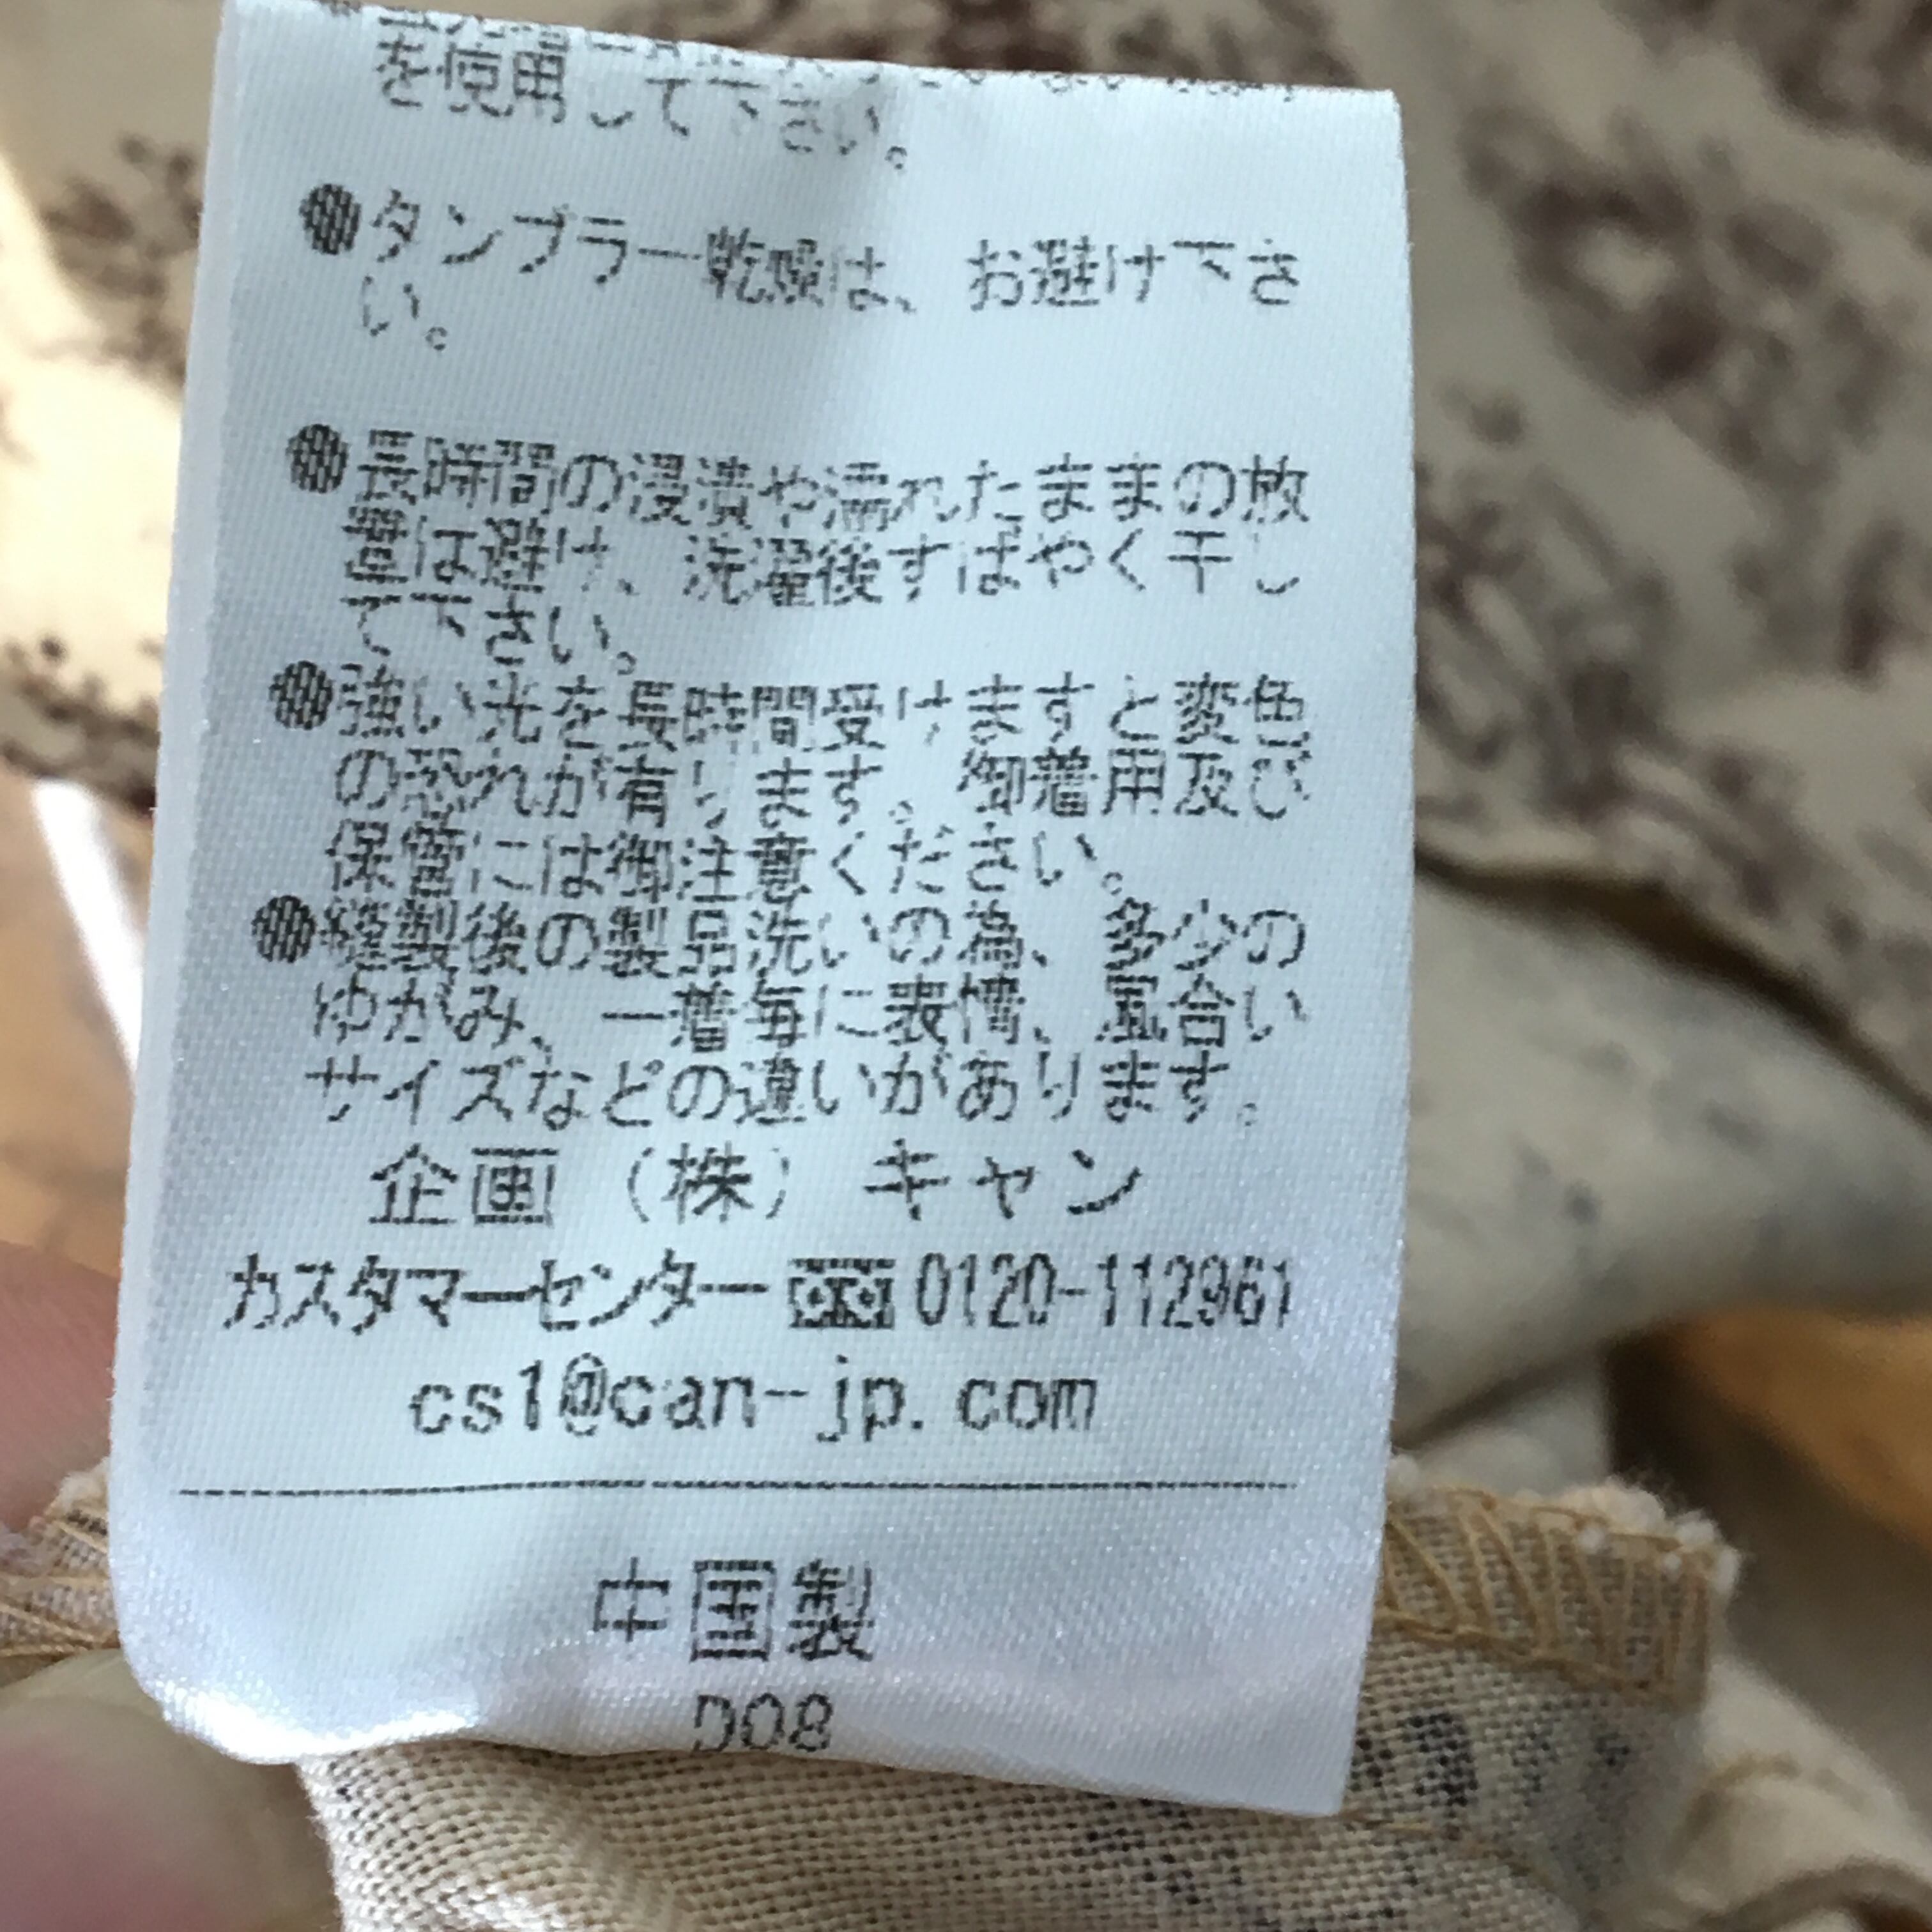 を使用して下さい。
●タンブラー乾燥は、お避け下さ
い。
●長時間の浸漬や濡れたままの放
置は避け、洗濯後すばやく干し
て下さい。
●強い光を長時間受けますと変色
の恐れが有ります。御着用及び
保管には御注意ください。
●縫製後の製品洗いの為、多少の
ゆがみ、一着毎に表情、風合い
サイズなどの違いがあります。
企画（株）キャン
カスタマーセンター 0120-112961
cs1@can-jp.com
中国製
D08